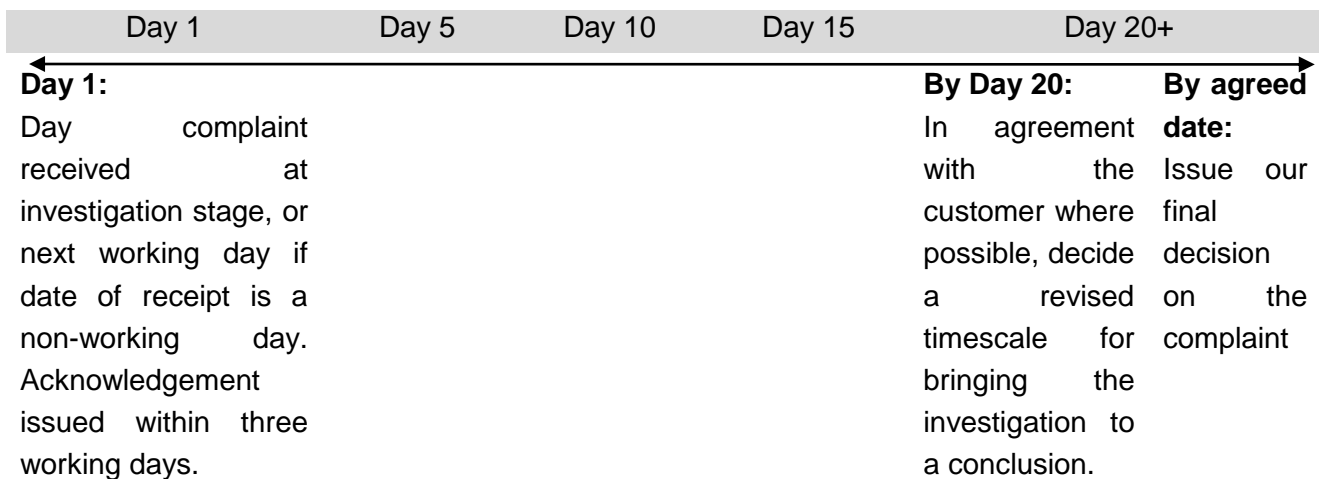 Day 1 Day 5 Day 10 Day 15 Day 20+
Day 1:
Day complaint
received at
investigation stage, or
next working day if
date of receipt is a
non-working day.
Acknowledgement
issued within three
working days.
By Day 20:
In agreement
with the
customer where
possible, decide
a revised
timescale for
bringing the
investigation to
a conclusion.
By agreed
date:
Issue our
final
decision
on the
complaint